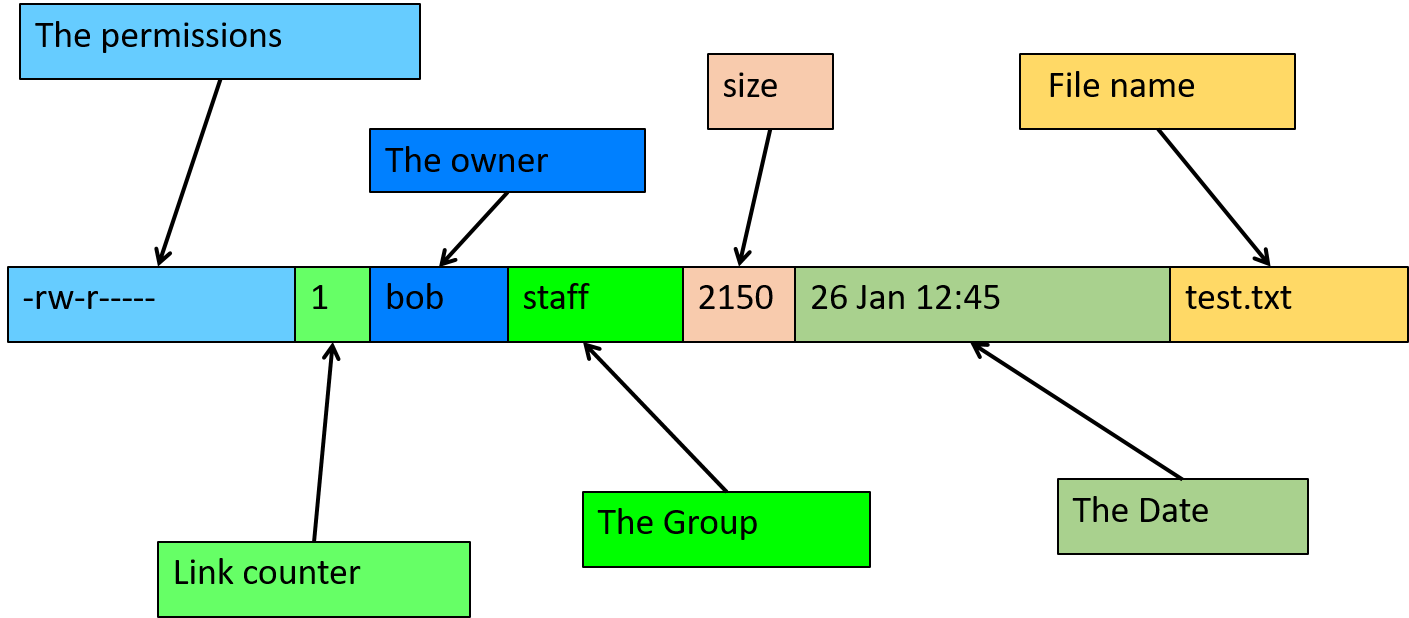 The permissions
size
File name
The owner
-rw-r----- 1 bob staff 2150 26 Jan 12:45 test.txt
The Group
The Date
Link counter